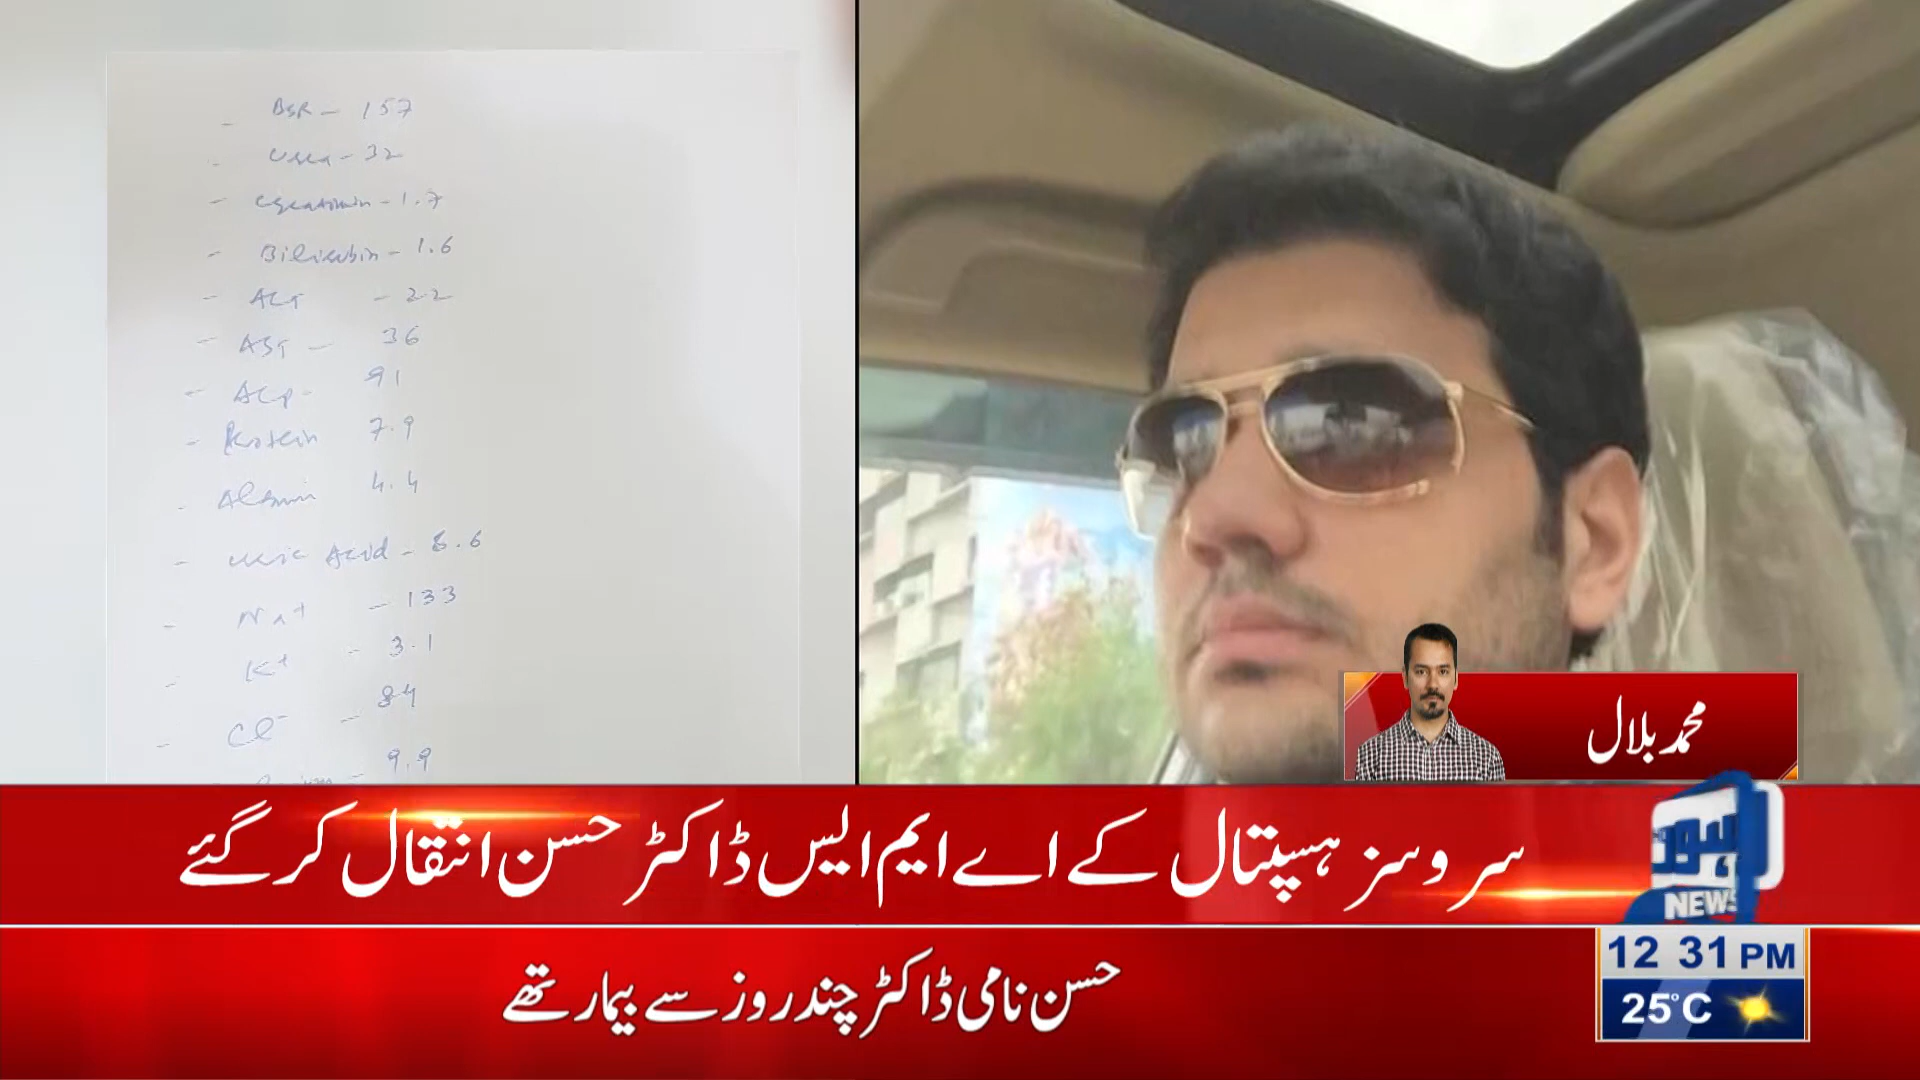 - BSR - 157
- Urea - 32
- Creatinin - 1.7
- Bilirubin - 1.6
- ALT - 22
- AST - 36
- ALP - 91
- Protein 7.9
- Albumin 4.4
- Uric Acid - 8.6
- Na+ - 133
- K+ - 3.1
- Cl- - 84
- 9.9
محمد بلال
سروسز ہسپتال کے اے ایم ایس ڈاکٹر حسن انتقال کر گئے
لاہور
NEWS
حسن نامی ڈاکٹر چند روز سے بیمار تھے
12 31 PM
25°C